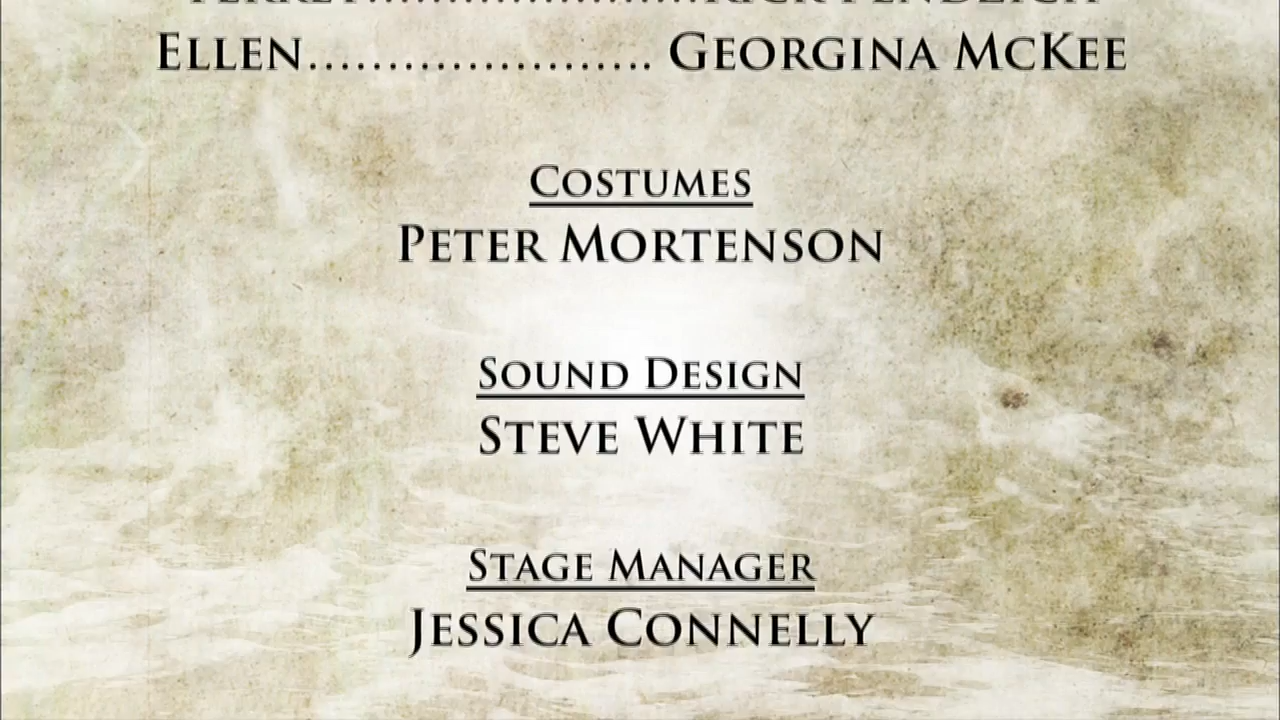 ELLEN...................... GEORGINA MCKEE
COSTUMES
PETER MORTENSON
SOUND DESIGN
STEVE WHITE
STAGE MANAGER
JESSICA CONNELLY